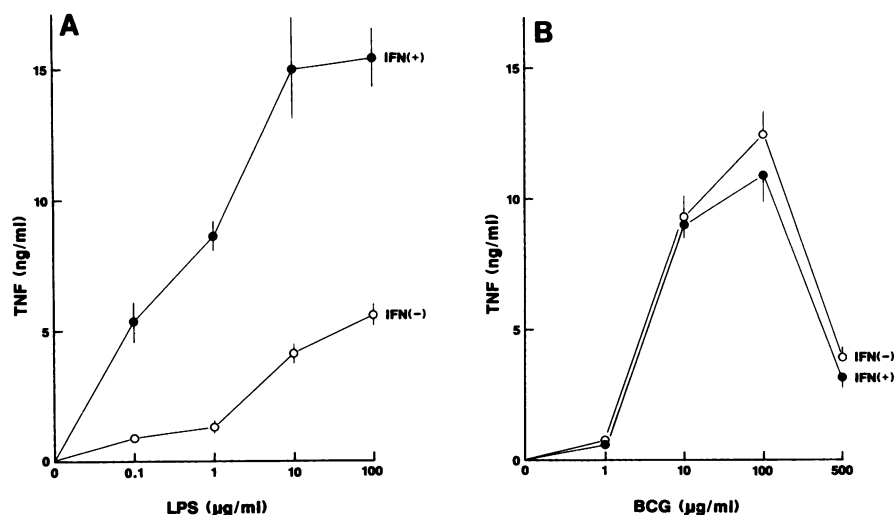 A
TNF (ng/ml)
15
10
5
0
0 0.1 1 10 100
LPS (μg/ml)
IFN(+)
IFN(−)
B
TNF (ng/ml)
15
10
5
0
0 1 10 100 500
BCG (μg/ml)
IFN(−)
IFN(+)